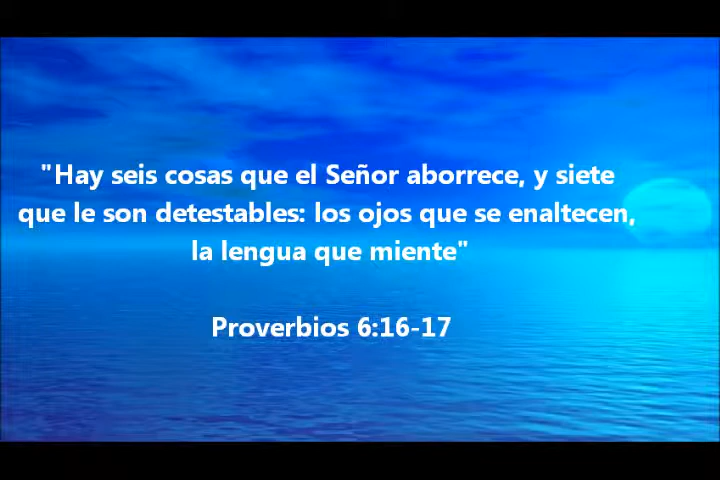 "Hay seis cosas que el Señor aborrece, y siete
que le son detestables: los ojos que se enaltecen,
la lengua que miente"
Proverbios 6:16-17